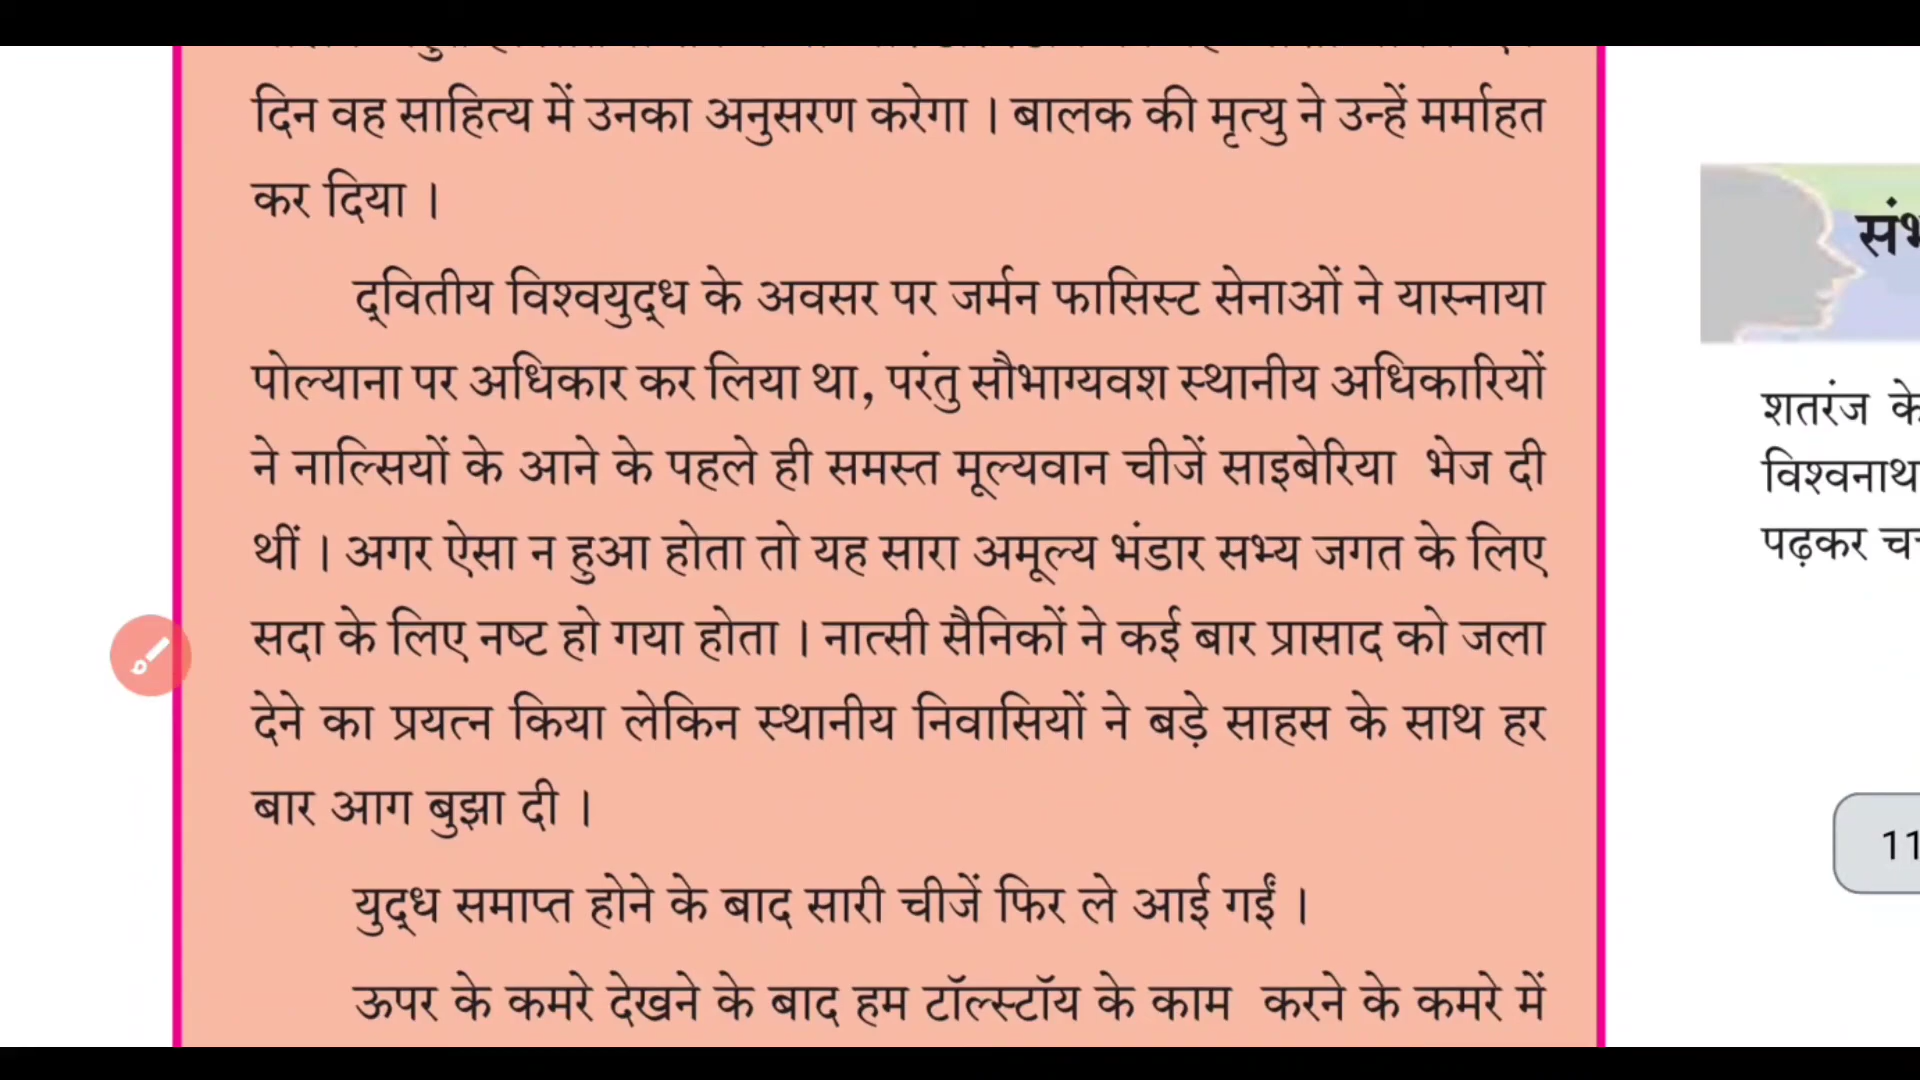 दिन वह साहित्य में उनका अनुसरण करेगा । बालक की मृत्यु ने उन्हें मर्माहत
कर दिया ।
द्‌वितीय विश्वयुद्‌ध के अवसर पर जर्मन फासिस्ट सेनाओं ने यास्नाया
पोल्याना पर अधिकार कर लिया था, परंतु सौभाग्यवश स्थानीय अधिकारियों
ने नाल्सियों के आने के पहले ही समस्त मूल्यवान चीजें साइबेरिया भेज दी
थीं । अगर ऐसा न हुआ होता तो यह सारा अमूल्य भंडार सभ्य जगत के लिए
सदा के लिए नष्ट हो गया होता । नात्सी सैनिकों ने कई बार प्रासाद को जला
देने का प्रयत्न किया लेकिन स्थानीय निवासियों ने बड़े साहस के साथ हर
बार आग बुझा दी ।
युद्‌ध समाप्त होने के बाद सारी चीजें फिर ले आई गईं ।
ऊपर के कमरे देखने के बाद हम टॉल्स्टॉय के काम करने के कमरे में
शतरंज के
विश्वनाथ
पढ़कर
11